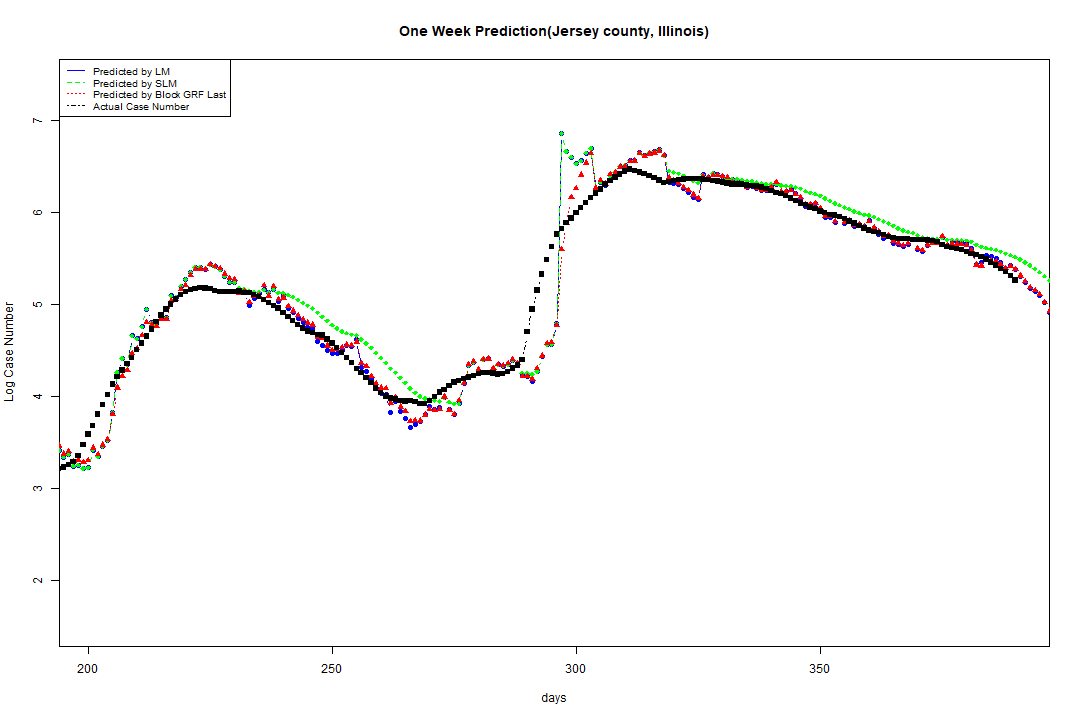 One Week Prediction(Jersey county, Illinois)
Predicted by LM
Predicted by SLM
Predicted by Block GRF Last
Actual Case Number
Log Case Number
7
6
5
4
3
2
200 250 300 350
days